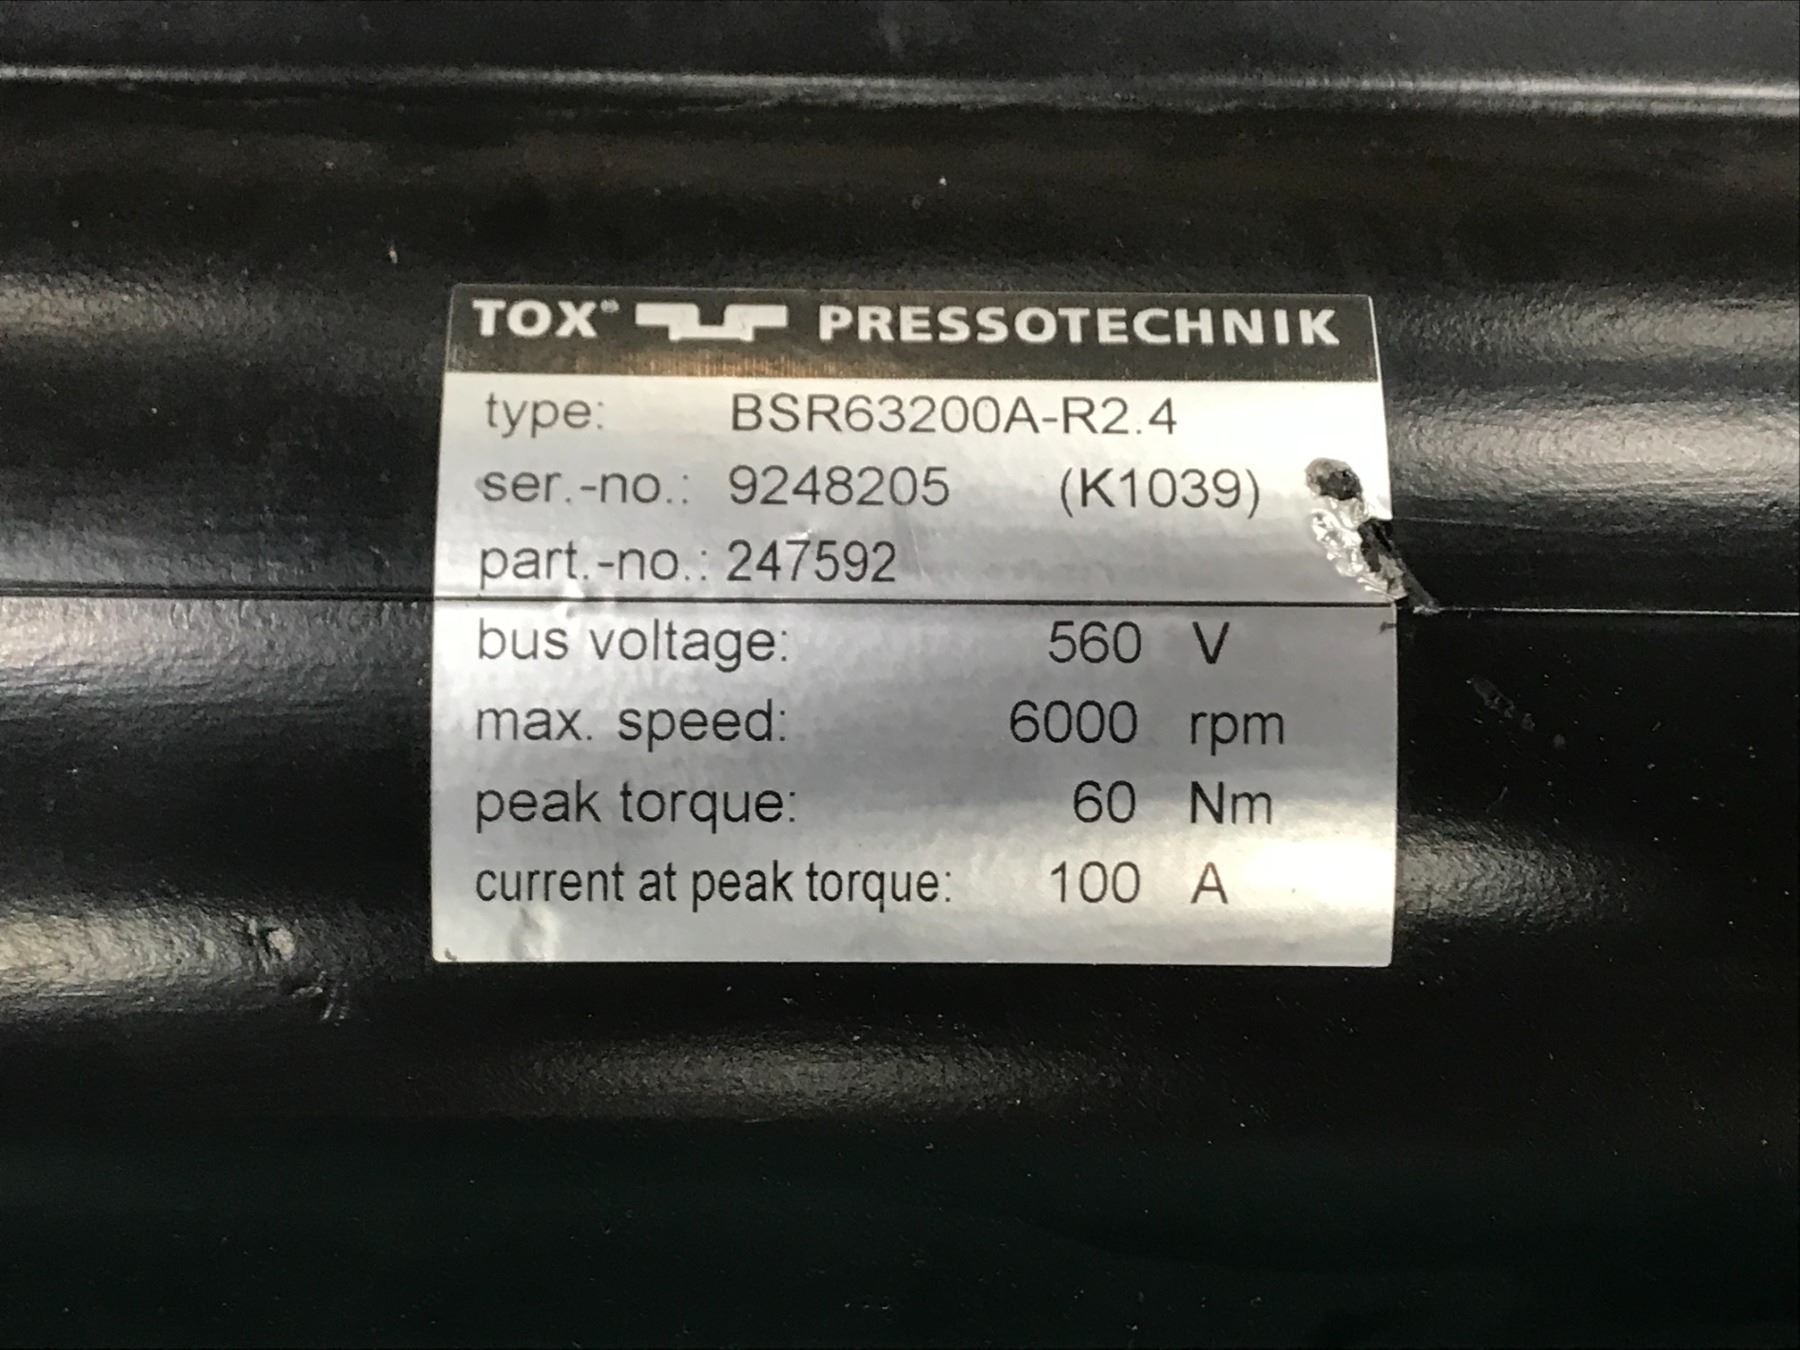 TOX® PRESSOTECHNIK
type: BSR63200A-R2.4
ser.-no.: 9248205 (K1039)
part.-no.: 247592
bus voltage: 560 V
max. speed: 6000 rpm
peak torque: 60 Nm
current at peak torque: 100 A